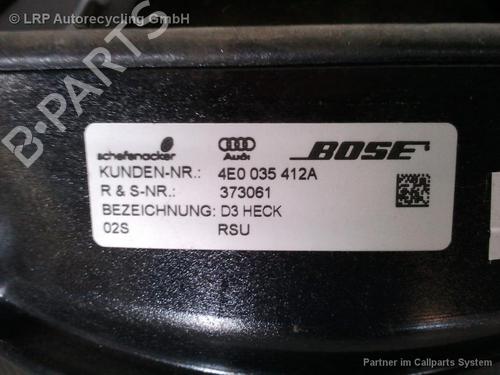 © LRP Autorecycling GmbH
B-PARTS
schefenacker
Audi
BOSE
KUNDEN-NR.: 4E0 035 412A
R & S-NR.: 373061
BEZEICHNUNG: D3 HECK
02S RSU
Partner im Callparts System